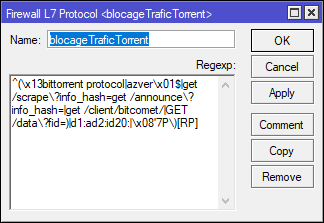 Firewall L7 Protocol <blocageTraficTorrent>
Name: blocageTraficTorrent
OK
Regexp:
Cancel
^(\x13bittorrent protocol|azver\x01$|get
/scrape\?info_hash=get /announce\?
info_hash=|get /client/bitcomet/|GET
/data\?fid=)|d1:ad2:id20:|\x08'7P\)[RP]
Apply
Comment
Copy
Remove